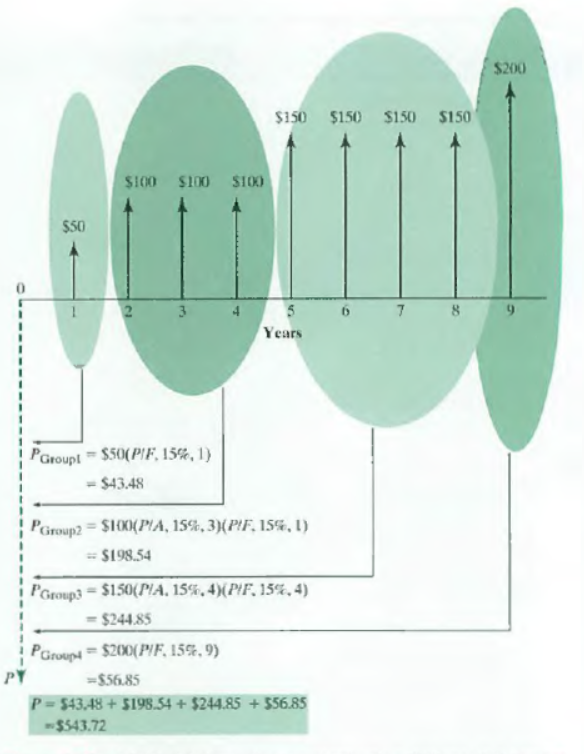 $200
$150 $150 $150 $150
$100 $100 $100
$50
0
1 2 3 4 5 6 7 8 9
Years
P_Group1 = $50(P/F, 15%, 1)
= $43.48
P_Group2 = $100(P/A, 15%, 3)(P/F, 15%, 1)
= $198.54
P_Group3 = $150(P/A, 15%, 4)(P/F, 15%, 4)
= $244.85
P_Group4 = $200(P/F, 15%, 9)
=$56.85
P
P = $43.48 + $198.54 + $244.85 + $56.85
=$543.72